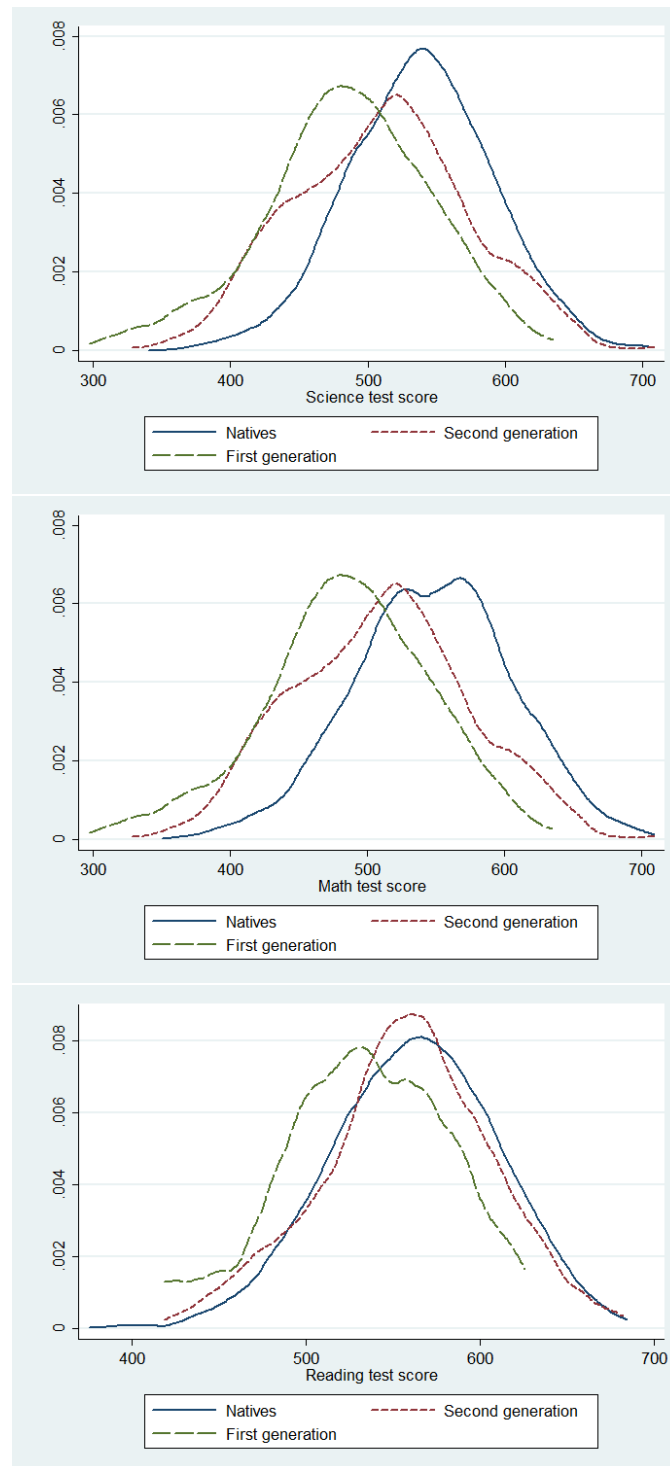 .008
.006
.004
.002
0
300 400 500 600 700
Science test score
Natives Second generation
First generation
.008
.006
.004
.002
0
300 400 500 600 700
Math test score
Natives Second generation
First generation
.008
.006
.004
.002
0
400 500 600 700
Reading test score
Natives Second generation
First generation